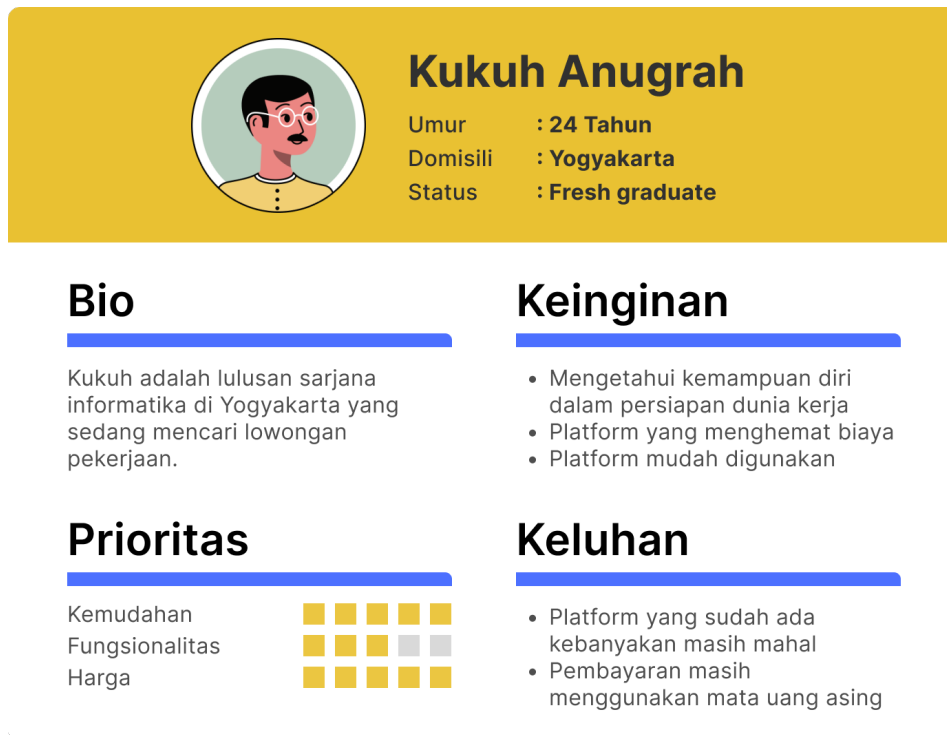 Kukuh Anugrah
Umur : 24 Tahun
Domisili : Yogyakarta
Status : Fresh graduate
Bio
Kukuh adalah lulusan sarjana
informatika di Yogyakarta yang
sedang mencari lowongan
pekerjaan.
Keinginan
• Mengetahui kemampuan diri
dalam persiapan dunia kerja
• Platform yang menghemat biaya
• Platform mudah digunakan
Prioritas
Kemudahan
Fungsionalitas
Harga
Keluhan
• Platform yang sudah ada
kebanyakan masih mahal
• Pembayaran masih
menggunakan mata uang asing